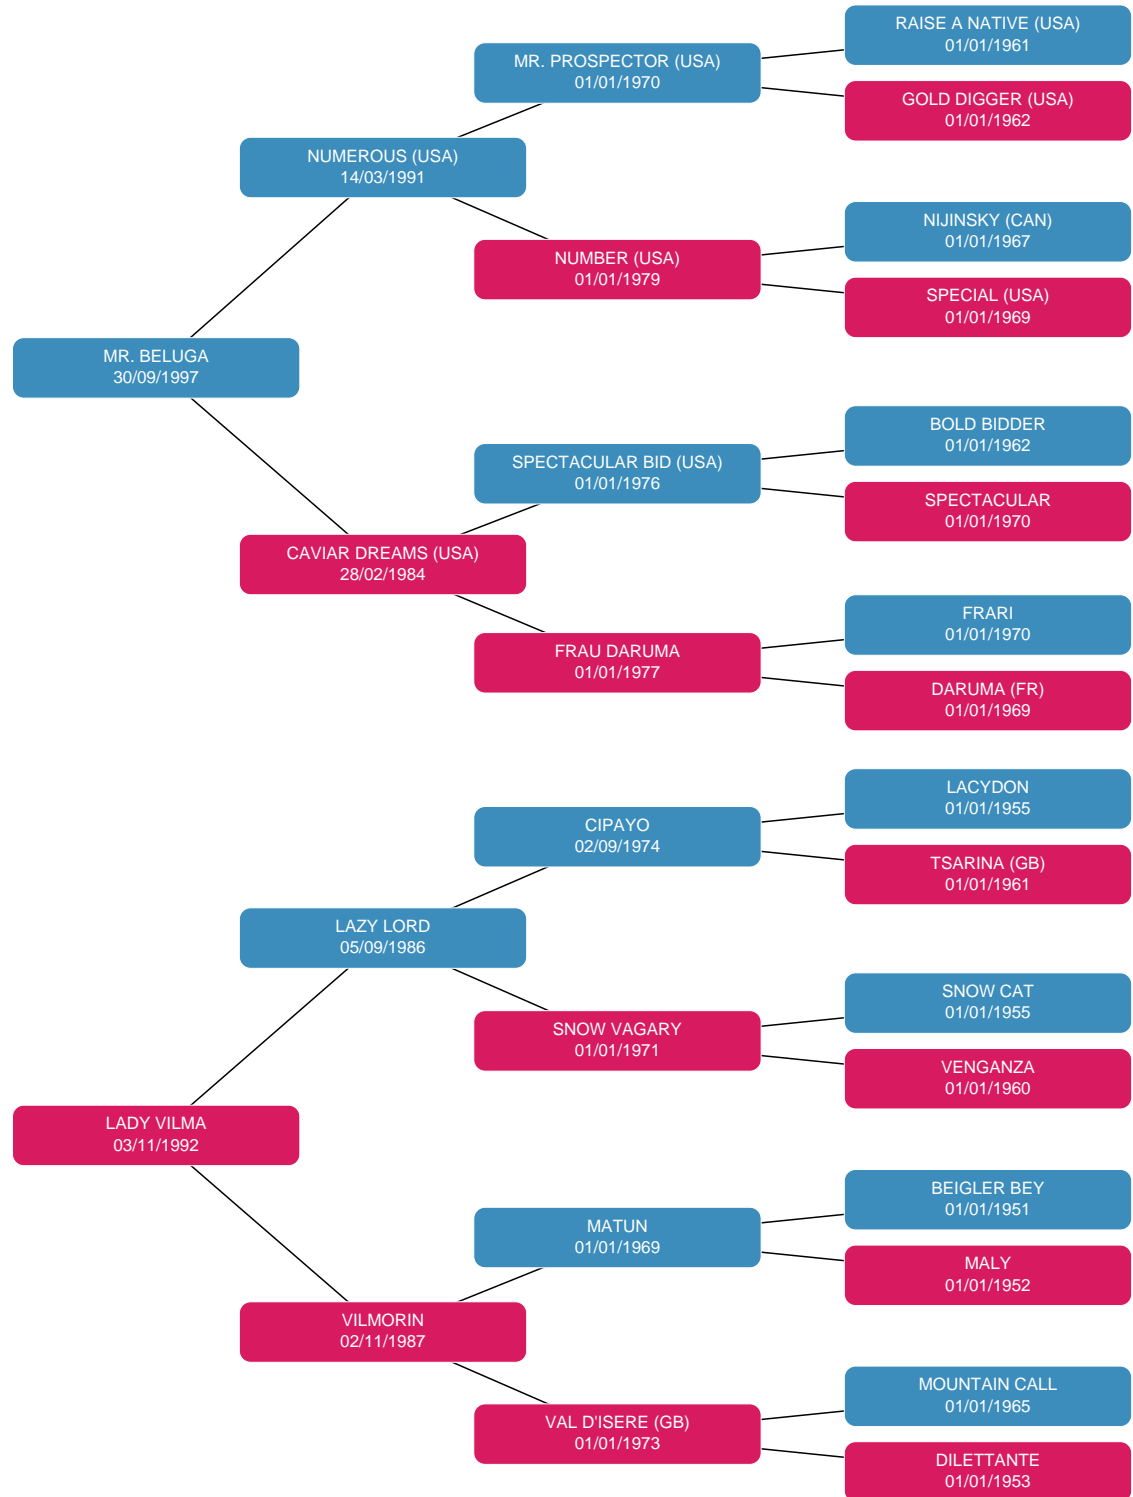 RAISE A NATIVE (USA)
01/01/1961
MR. PROSPECTOR (USA)
01/01/1970
GOLD DIGGER (USA)
01/01/1962
NUMEROUS (USA)
14/03/1991
NIJINSKY (CAN)
01/01/1967
NUMBER (USA)
01/01/1979
SPECIAL (USA)
01/01/1969
MR. BELUGA
30/09/1997
BOLD BIDDER
01/01/1962
SPECTACULAR BID (USA)
01/01/1976
SPECTACULAR
01/01/1970
CAVIAR DREAMS (USA)
28/02/1984
FRARI
01/01/1970
FRAU DARUMA
01/01/1977
DARUMA (FR)
01/01/1969
LACYDON
01/01/1955
CIPAYO
02/09/1974
TSARINA (GB)
01/01/1961
LAZY LORD
05/09/1986
SNOW CAT
01/01/1955
SNOW VAGARY
01/01/1971
VENGANZA
01/01/1960
LADY VILMA
03/11/1992
BEIGLER BEY
01/01/1951
MATUN
01/01/1969
MALY
01/01/1952
VILMORIN
02/11/1987
MOUNTAIN CALL
01/01/1965
VAL D'ISERE (GB)
01/01/1973
DILETTANTE
01/01/1953